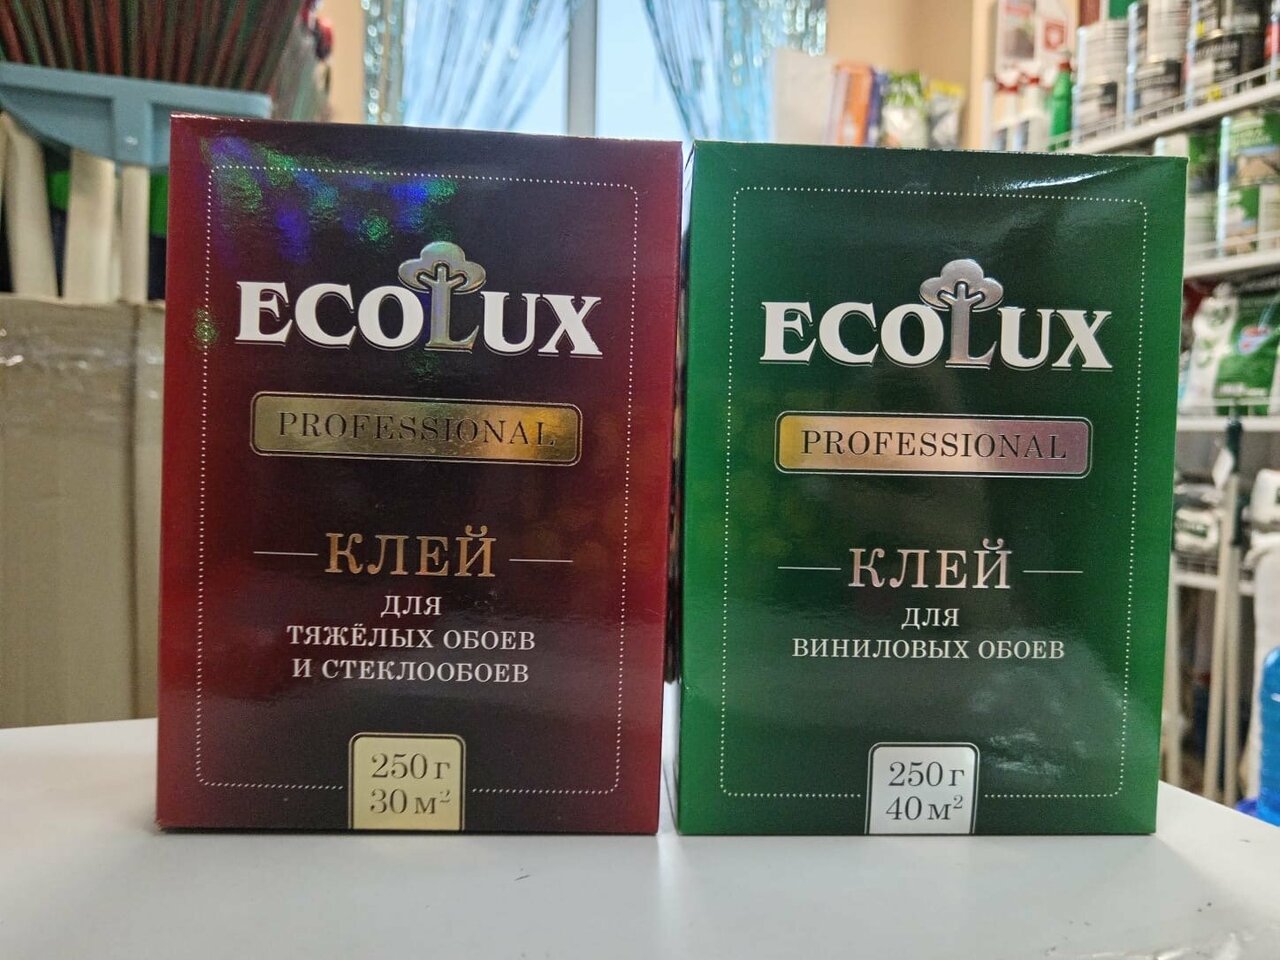 ECOLUX
PROFESSIONAL
КЛЕЙ
ДЛЯ
ТЯЖЁЛЫХ ОБОЕВ
И СТЕКЛООБОЕВ
250 г
30 м²
ECOLUX
PROFESSIONAL
КЛЕЙ
ДЛЯ
ВИНИЛОВЫХ ОБОЕВ
250 г
40 м²